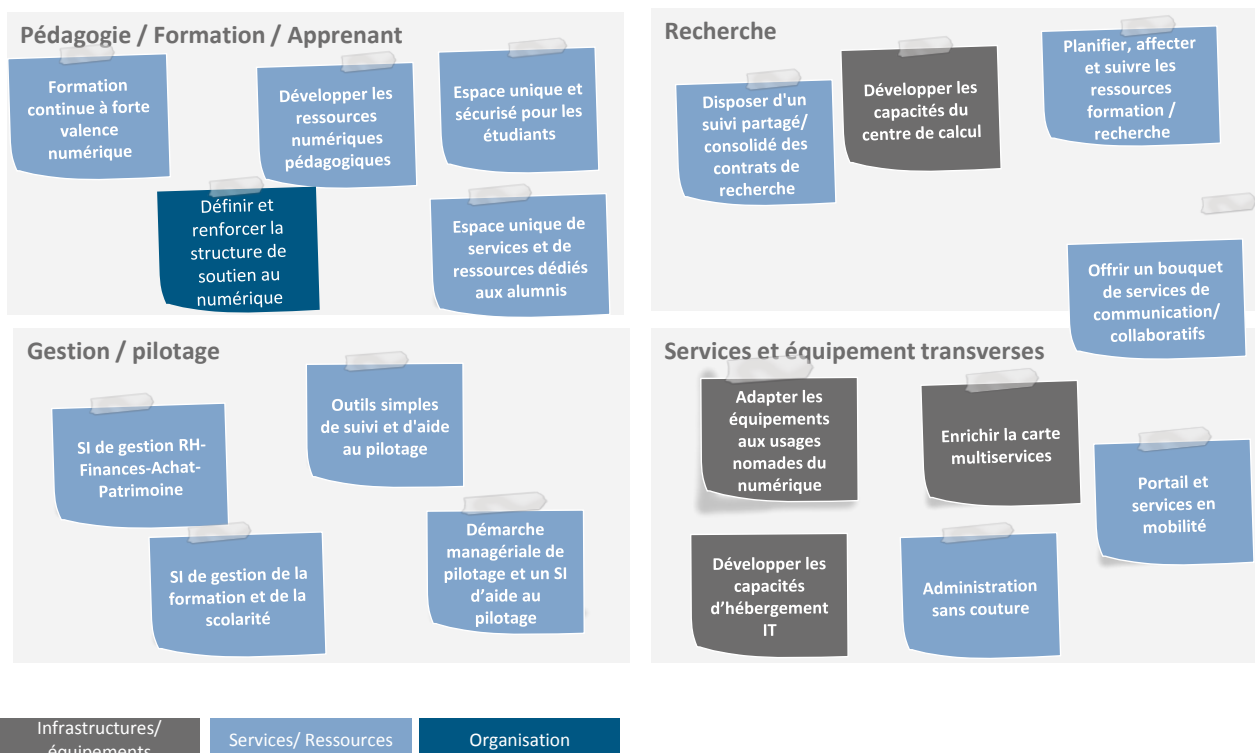 Pédagogie / Formation / Apprenant
Formation
continue à forte
valence
numérique
Développer les
ressources
numériques
pédagogiques
Espace unique et
sécurisé pour les
étudiants
Définir et
renforcer la
structure de
soutien au
numérique
Espace unique de
services et de
ressources dédiés
aux alumnis
Recherche
Disposer d'un
suivi partagé/
consolidé des
contrats de
recherche
Développer les
capacités du
centre de calcul
Planifier, affecter
et suivre les
ressources
formation /
recherche
Offrir un bouquet
de services de
communication/
collaboratifs
Gestion / pilotage
SI de gestion RH-
Finances-Achat-
Patrimoine
Outils simples
de suivi et d'aide
au pilotage
SI de gestion de la
formation et de la
scolarité
Démarche
managériale de
pilotage et un SI
d’aide au
pilotage
Services et équipement transverses
Adapter les
équipements
aux usages
nomades du
numérique
Enrichir la carte
multiservices
Portail et
services en
mobilité
Développer les
capacités
d’hébergement
IT
Administration
sans couture
Infrastructures/
équipements
Services/ Ressources
Organisation